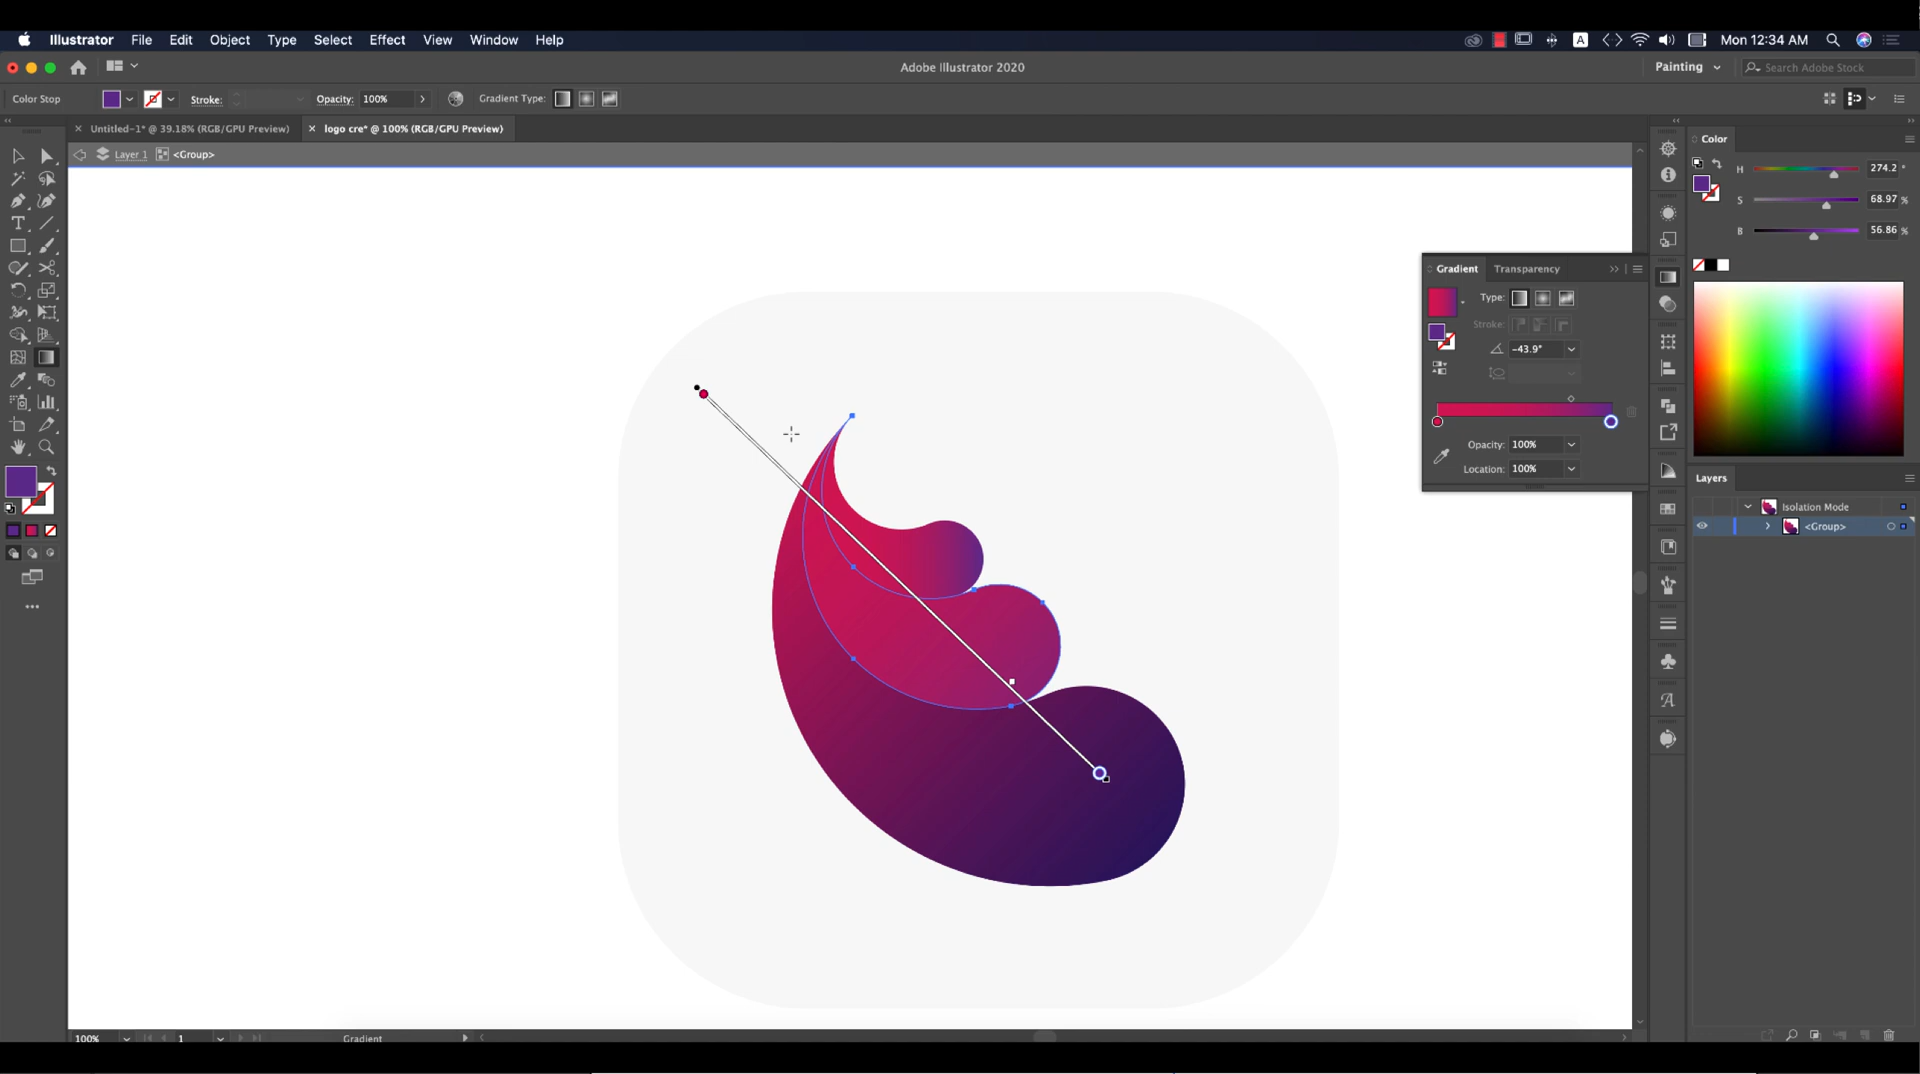 Illustrator File Edit Object Type Select Effect View Window Help
A Mon 12:34 AM
Adobe Illustrator 2020
Painting
Search Adobe Stock
Color Stop Stroke: Opacity: 100% Gradient Type:
Untitled-1* @ 39.18% (RGB/GPU Preview)
logo cre* @ 100% (RGB/GPU Preview)
Layer 1 <Group>
Color
H 274.2 °
S 68.97 %
B 56.86 %
Gradient Transparency
Type:
Stroke:
-43.9°
Opacity: 100%
Location: 100%
Layers
Isolation Mode
<Group>
100% 1 Gradient